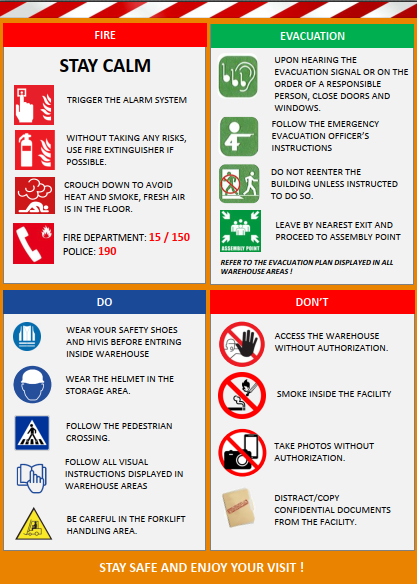 FIRE
STAY CALM
TRIGGER THE ALARM SYSTEM
WITHOUT TAKING ANY RISKS,
USE FIRE EXTINGUISHER IF
POSSIBLE.
CROUCH DOWN TO AVOID
HEAT AND SMOKE, FRESH AIR
IS IN THE FLOOR.
FIRE DEPARTMENT: 15 / 150
POLICE: 190
EVACUATION
UPON HEARING THE
EVACUATION SIGNAL OR ON THE
ORDER OF A RESPONSIBLE
PERSON, CLOSE DOORS AND
WINDOWS.
FOLLOW THE EMERGENCY
EVACUATION OFFICER'S
INSTRUCTIONS
DO NOT REENTER THE
BUILDING UNLESS INSTRUCTED
TO DO SO.
ASSEMBLY POINT
LEAVE BY NEAREST EXIT AND
PROCEED TO ASSEMBLY POINT
REFER TO THE EVACUATION PLAN DISPLAYED IN ALL
WAREHOUSE AREAS !
DO
WEAR YOUR SAFETY SHOES
AND HIVIS BEFORE ENTRING
INSIDE WAREHOUSE
WEAR THE HELMET IN THE
STORAGE AREA.
FOLLOW THE PEDESTRIAN
CROSSING.
FOLLOW ALL VISUAL
INSTRUCTIONS DISPLAYED IN
WAREHOUSE AREAS
BE CAREFUL IN THE FORKLIFT
HANDLING AREA.
DON'T
ACCESS THE WAREHOUSE
WITHOUT AUTHORIZATION.
SMOKE INSIDE THE FACILITY
TAKE PHOTOS WITHOUT
AUTHORIZATION.
DISTRACT/COPY
CONFIDENTIAL DOCUMENTS
FROM THE FACILITY.
STAY SAFE AND ENJOY YOUR VISIT !